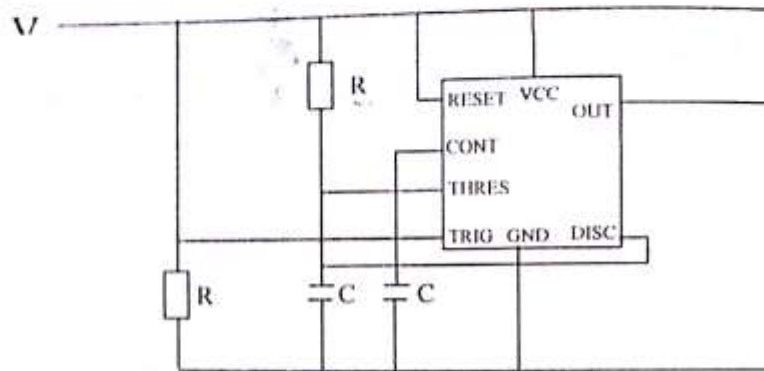 V
R
RESET VCC
OUT
CONT
THRES
TRIG GND DISC
R C C